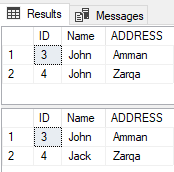 Results Messages
ID Name ADDRESS
1 3 John Amman
2 4 John Zarqa
ID Name ADDRESS
1 3 John Amman
2 4 Jack Zarqa